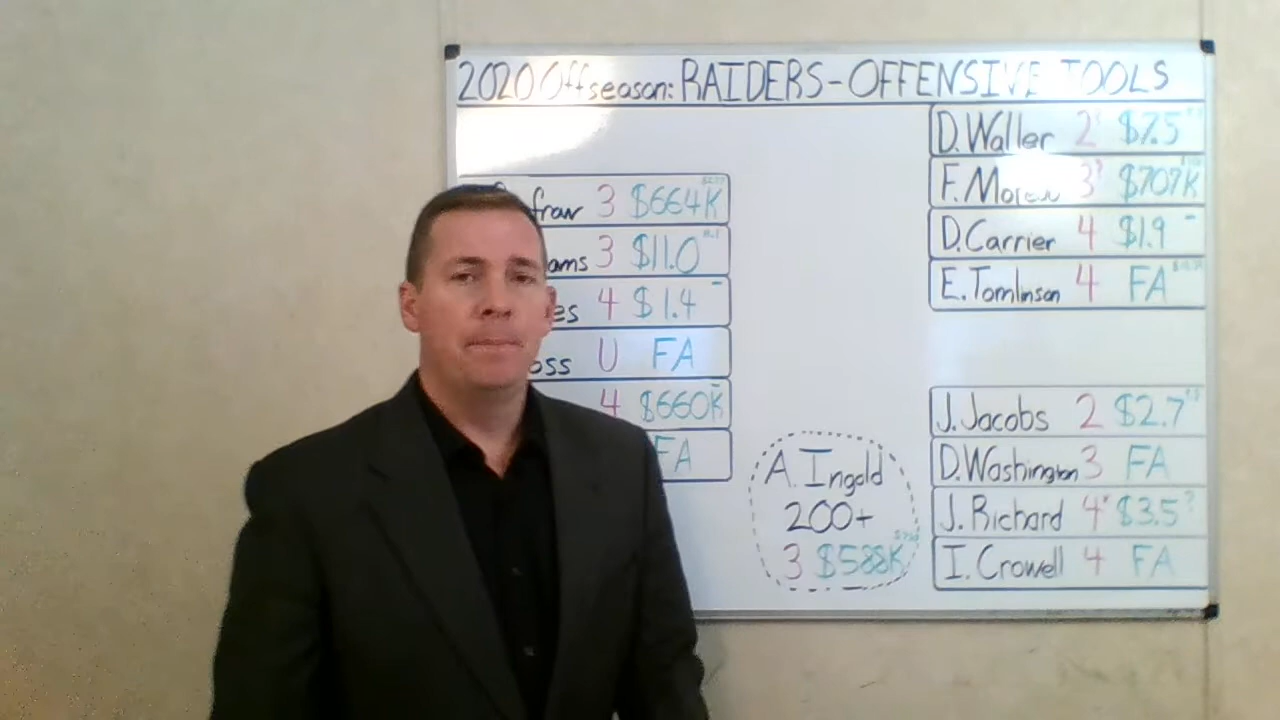 2020 Offseason: RAIDERS-OFFENSIVE TOOLS
frow 3 $664K
ams 3 $11.0
es 4 $1.4
oss U FA
4 $660K
FA
A. Ingold
200+
3 $588K
D. Waller 2 $7.5
F. Moreau 3 $707K
D. Carrier 4 $1.9
E. Tomlinson 4 FA
J. Jacobs 2 $2.7
D. Washington 3 FA
J. Richard 4 $3.5?
I. Crowell 4 FA